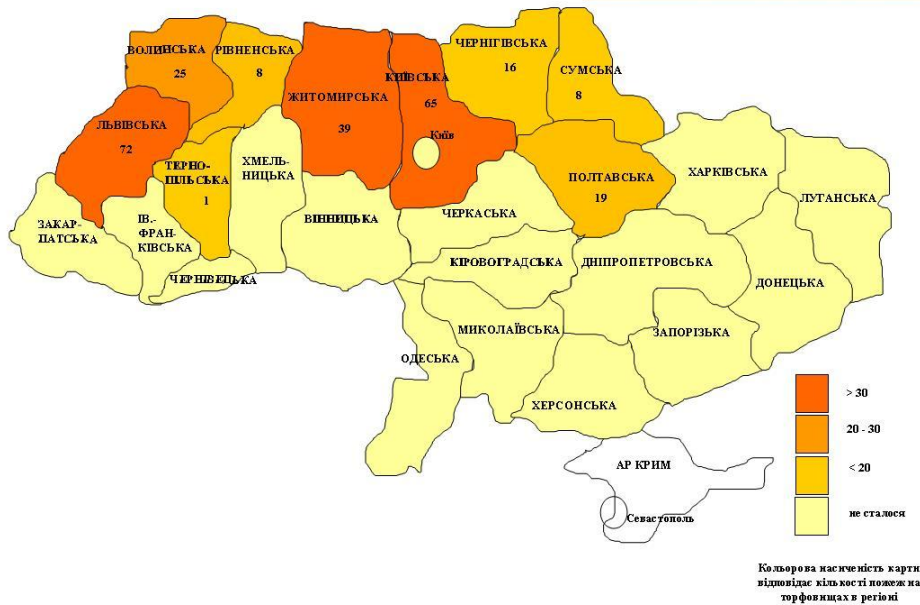 ВОЛИНСЬКА
25
РІВНЕНСЬКА
8
ЖИТОМИРСЬКА
39
КИЇВСЬКА
65
Київ
ЧЕРНІГІВСЬКА
16
СУМСЬКА
8
ЛЬВІВСЬКА
72
ТЕРНО-
ПІЛЬСЬКА
1
ХМЕЛЬ-
НИЦЬКА
ПОЛТАВСЬКА
19
ХАРКІВСЬКА
ЛУГАНСЬКА
ЗАКАР-
ПАТСЬКА
ІВ.-
ФРАН-
КІВСЬКА
ВІННИЦЬКА
ЧЕРКАСЬКА
ЧЕРНІВЕЦЬКА
КІРОВОГРАДСЬКА
ДНІПРОПЕТРОВСЬКА
ДОНЕЦЬКА
МИКОЛАЇВСЬКА
ЗАПОРІЗЬКА
ОДЕСЬКА
ХЕРСОНСЬКА
АР КРИМ
Севастополь
> 30
20 - 30
< 20
не сталося
Кольорова насиченість карти
відповідає кількості пожеж на
торфовищах в регіоні